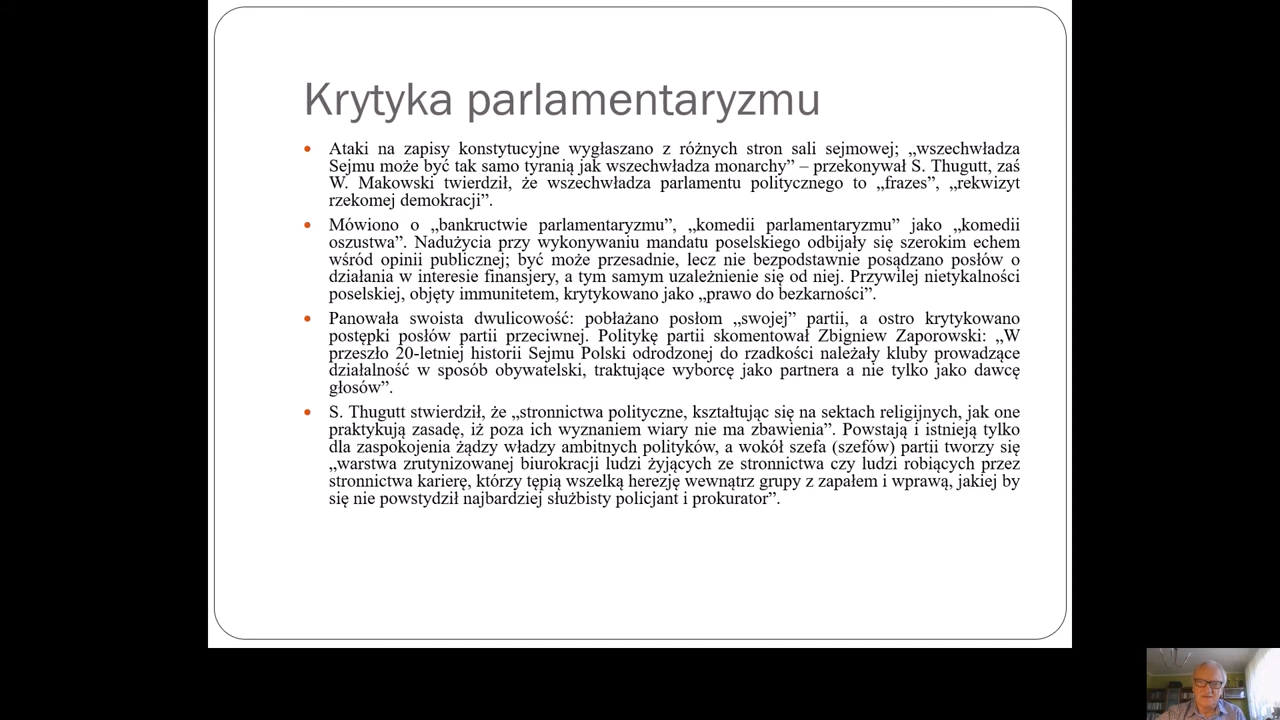 Krytyka parlamentaryzmu
• Ataki na zapisy konstytucyjne wygłaszano z różnych stron sali sejmowej; „wszechwładza
Sejmu może być tak samo tyranią jak wszechwładza monarchy” – przekonywał S. Thugutt, zaś
W. Makowski twierdził, że wszechwładza parlamentu politycznego to „frazes”, „rekwizyt
rzekomej demokracji”.
• Mówiono o „bankructwie parlamentaryzmu”, „komedii parlamentaryzmu” jako „komedii
oszustwa”. Nadużycia przy wykonywaniu mandatu poselskiego odbijały się szerokim echem
wśród opinii publicznej; być może przesadnie, lecz nie bezpodstawnie posądzano posłów o
działania w interesie finansjery, a tym samym uzależnienie się od niej. Przywilej nietykalności
poselskiej, objęty immunitetem, krytykowano jako „prawo do bezkarności”.
• Panowała swoista dwulicowość: pobłażano posłom „swojej” partii, a ostro krytykowano
postępki posłów partii przeciwnej. Politykę partii skomentował Zbigniew Zaporowski: „W
przeszło 20-letniej historii Sejmu Polski odrodzonej do rzadkości należały kluby prowadzące
działalność w sposób obywatelski, traktujące wyborcę jako partnera a nie tylko jako dawcę
głosów”.
• S. Thugutt stwierdził, że „stronnictwa polityczne, kształtując się na sektach religijnych, jak one
praktykują zasadę, iż poza ich wyznaniem wiary nie ma zbawienia”. Powstają i istnieją tylko
dla zaspokojenia żądzy władzy ambitnych polityków, a wokół szefa (szefów) partii tworzy się
„warstwa zrutynizowanej biurokracji ludzi żyjących ze stronnictwa czy ludzi robiących przez
stronnictwa karierę, którzy tępią wszelką herezję wewnątrz grupy z zapałem i wprawą, jakiej by
się nie powstydził najbardziej służbisty policjant i prokurator”.